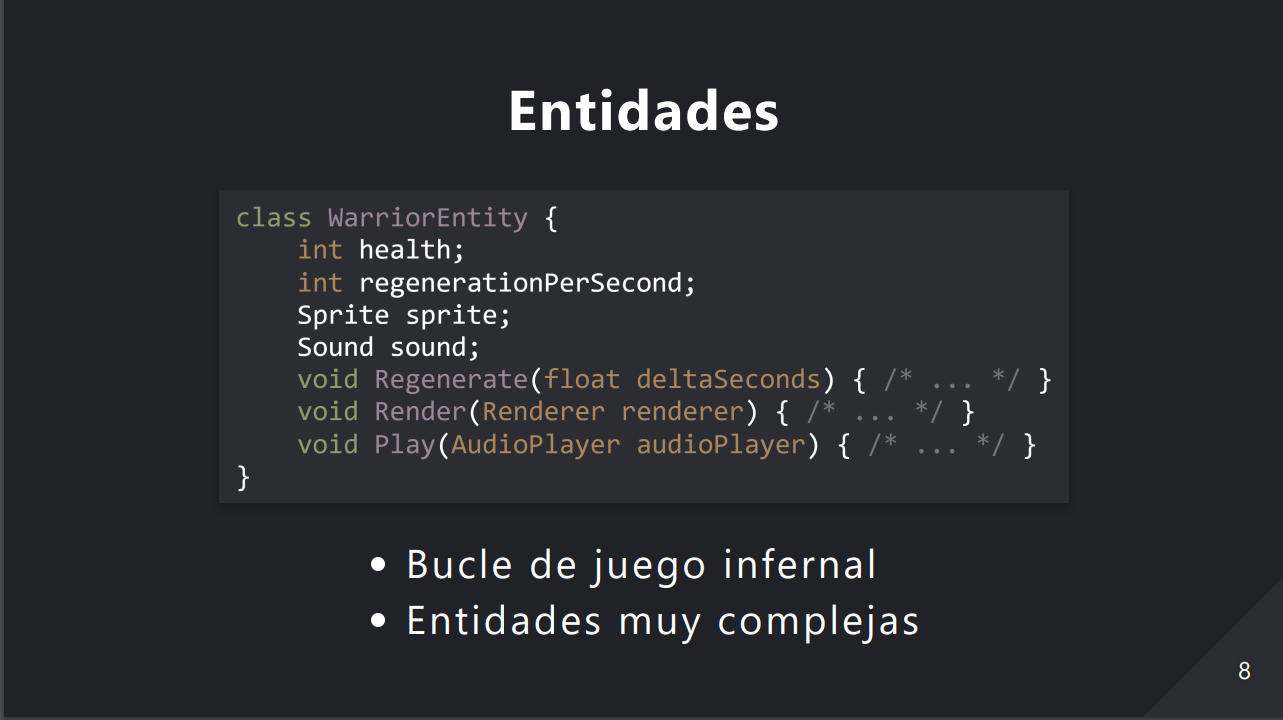 Entidades
class WarriorEntity {
    int health;
    int regenerationPerSecond;
    Sprite sprite;
    Sound sound;
    void Regenerate(float deltaSeconds) { /* ... */ }
    void Render(Renderer renderer) { /* ... */ }
    void Play(AudioPlayer audioPlayer) { /* ... */ }
}
• Bucle de juego infernal
• Entidades muy complejas
8